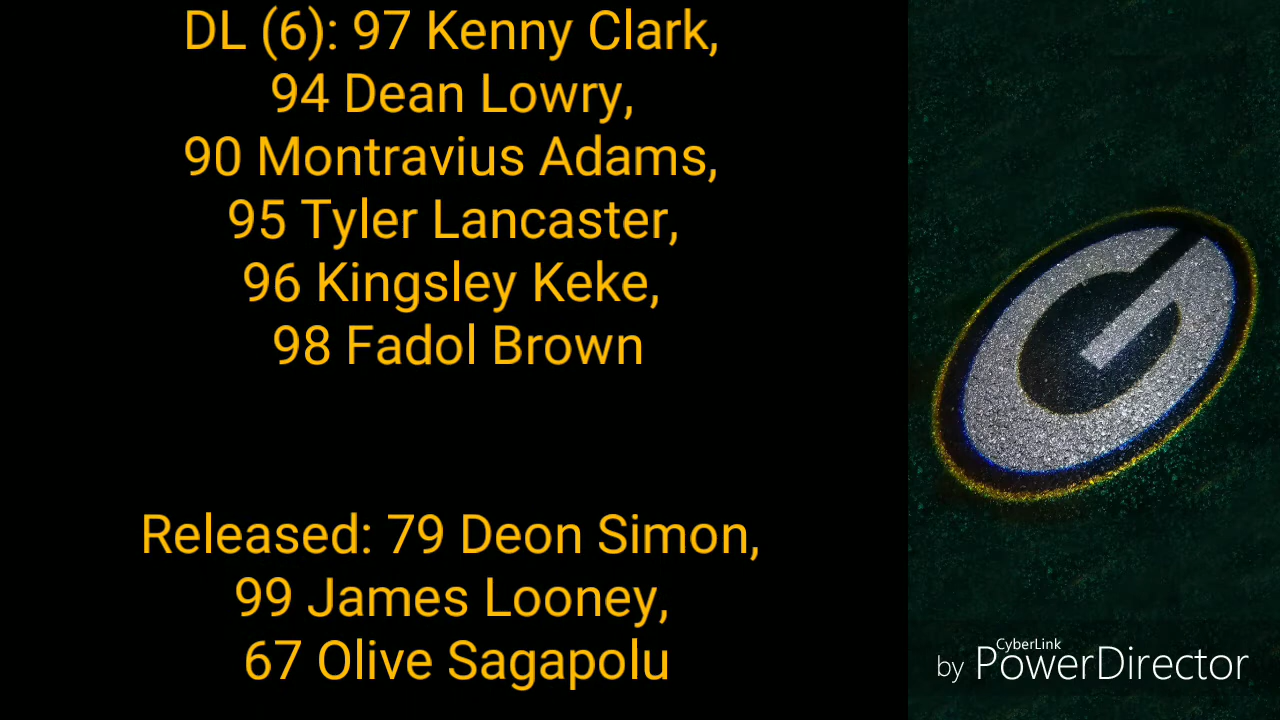 DL (6): 97 Kenny Clark,
94 Dean Lowry,
90 Montravius Adams,
95 Tyler Lancaster,
96 Kingsley Keke,
98 Fadol Brown
Released: 79 Deon Simon,
99 James Looney,
67 Olive Sagapolu
G
CyberLink
by PowerDirector